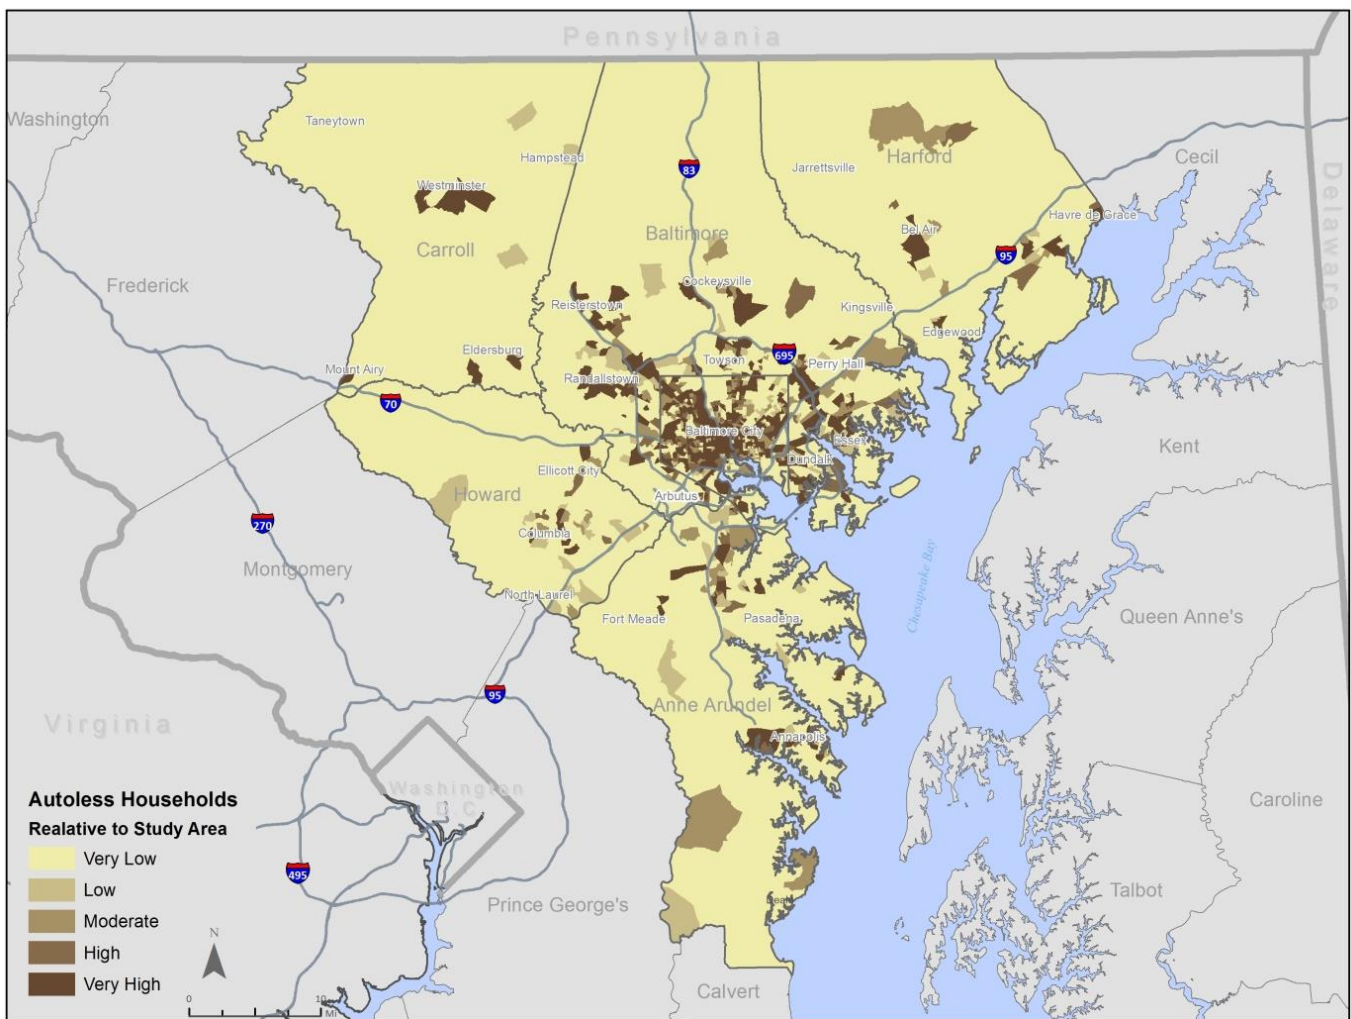 Pennsylvania
Washington
Taneytown
Hampstead
83
Jarrettsville
Harford
Cecil
Delaware
Westminster
Carroll
Baltimore
Bel Air
Havre de Grace
95
Frederick
Cockeysville
Reisterstown
Kingsville
Edgewood
Eldersburg
Mount Airy
Randallstown
Towson
695
Perry Hall
70
Baltimore City
Essex
Kent
Ellicott City
Dundalk
Howard
Arbutus
270
Columbia
Chesapeake Bay
Montgomery
North Laurel
Fort Meade
Pasadena
Queen Anne's
95
Anne Arundel
Virginia
Annapolis
Washington
D.C.
Autoless Households
Realative to Study Area
Very Low
Low
Moderate
High
Very High
495
Prince George's
Deale
Caroline
Talbot
Calvert
N
0
10
Mi